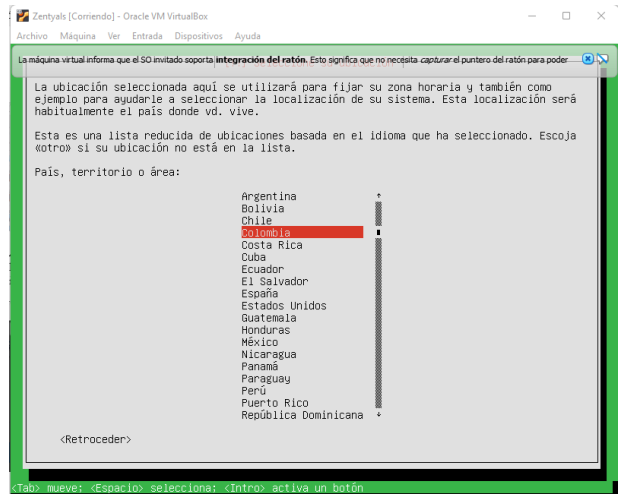 Zentyals [Corriendo] - Oracle VM VirtualBox
Archivo Máquina Ver Entrada Dispositivos Ayuda
La máquina virtual informa que el SO invitado soporta integración del ratón. Esto significa que no necesita capturar el puntero del ratón para poder
La ubicación seleccionada aquí se utilizará para fijar su zona horaria y también como
ejemplo para ayudarle a seleccionar la localización de su sistema. Esta localización será
habitualmente el país donde vd. vive.
Esta es una lista reducida de ubicaciones basada en el idioma que ha seleccionado. Escoja
«otro» si su ubicación no está en la lista.
País, territorio o área:
Argentina
Bolivia
Chile
Colombia
Costa Rica
Cuba
Ecuador
El Salvador
España
Estados Unidos
Guatemala
Honduras
México
Nicaragua
Panamá
Paraguay
Perú
Puerto Rico
República Dominicana
<Retroceder>
<Tab> mueve; <Espacio> selecciona; <Intro> activa un botón